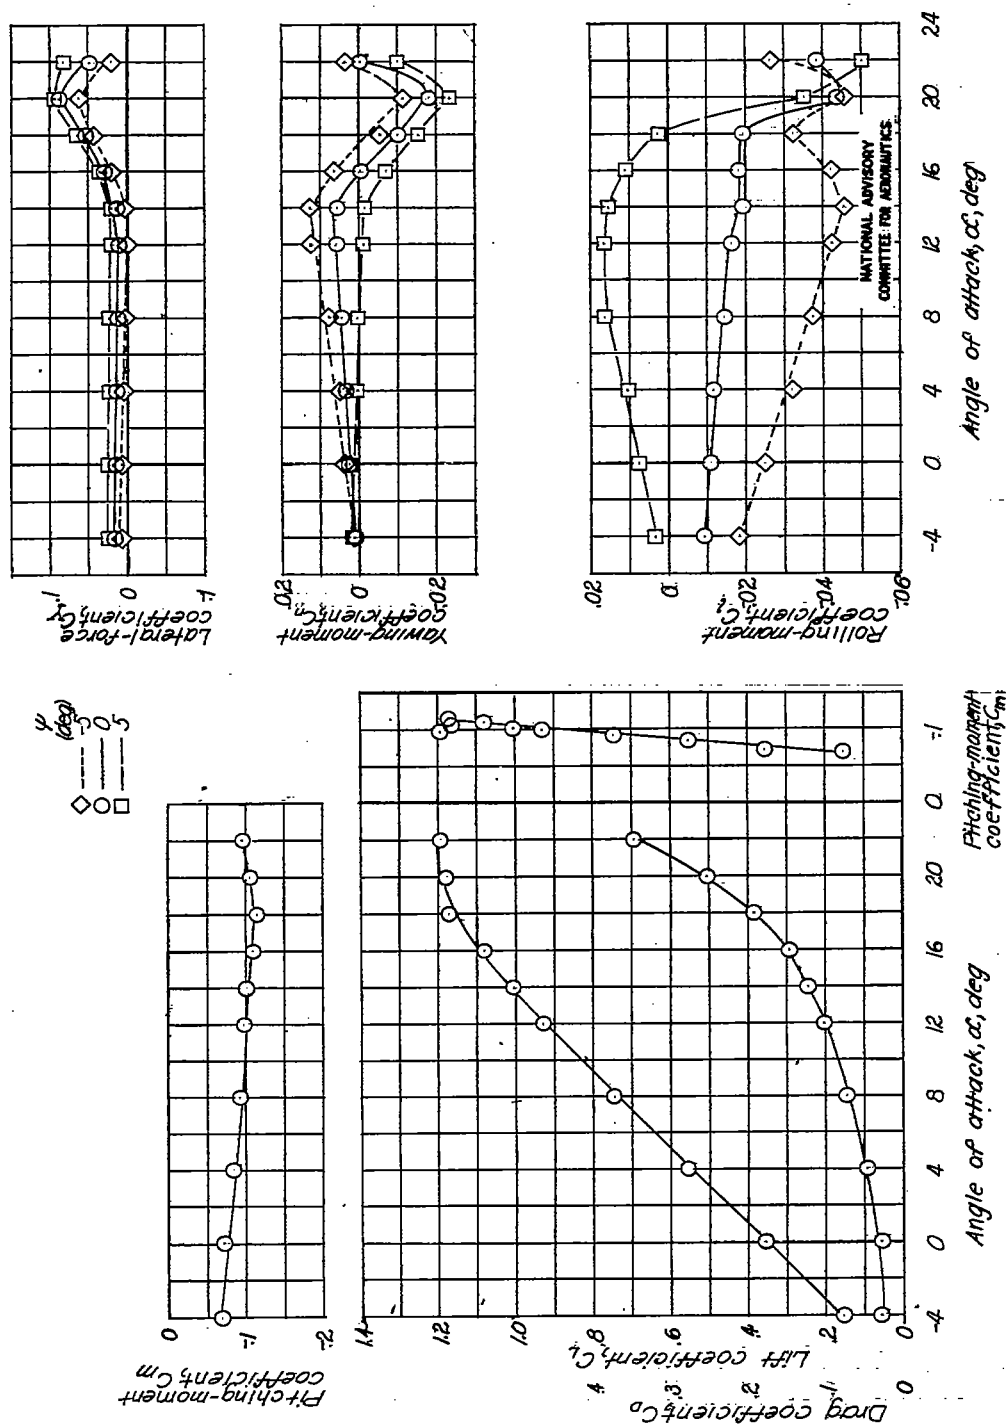 ψ
(deg)
◇ ----- -5
○ —— 0
□ —— 5
Pitching-moment
coefficient, Cm
0
-.1
-.2
Lift coefficient, CL
1.4
1.2
1.0
.8
.6
.4
.2
0
Drag coefficient, CD
.4
.3
.2
.1
0
-4 0 4 8 12 16 20
Angle of attack, α, deg
0 -.1
Pitching-moment
coefficient, Cm
Lateral-force
coefficient, CY
.1
0
-.1
Yawing-moment
coefficient, Cn
.02
0
-.02
Rolling-moment
coefficient, Cl
.02
0
-.02
-.04
-.06
NATIONAL ADVISORY
COMMITTEE FOR AERONAUTICS
-4 0 4 8 12 16 20 24
Angle of attack, α, deg